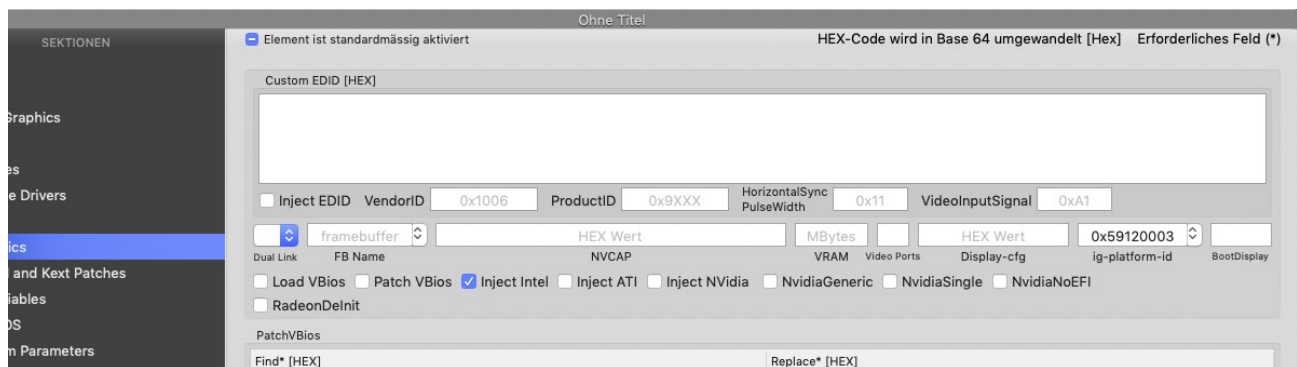 Ohne Titel
SEKTIONEN
Element ist standardmässig aktiviert
HEX-Code wird in Base 64 umgewandelt [Hex] Erforderliches Feld (*)
Custom EDID [HEX]
Graphics
es
e Drivers
Inject EDID VendorID 0x1006 ProductID 0x9XXX HorizontalSync PulseWidth 0x11 VideoInputSignal 0xA1
framebuffer HEX Wert MBytes HEX Wert 0x59120003
Dual Link FB Name NVCAP VRAM Video Ports Display-cfg ig-platform-id BootDisplay
ics
l and Kext Patches
Load VBios Patch VBios Inject Intel Inject ATI Inject NVidia NvidiaGeneric NvidiaSingle NvidiaNoEFI
iables
RadeonDeInit
OS
PatchVBios
m Parameters
Find* [HEX] Replace* [HEX]